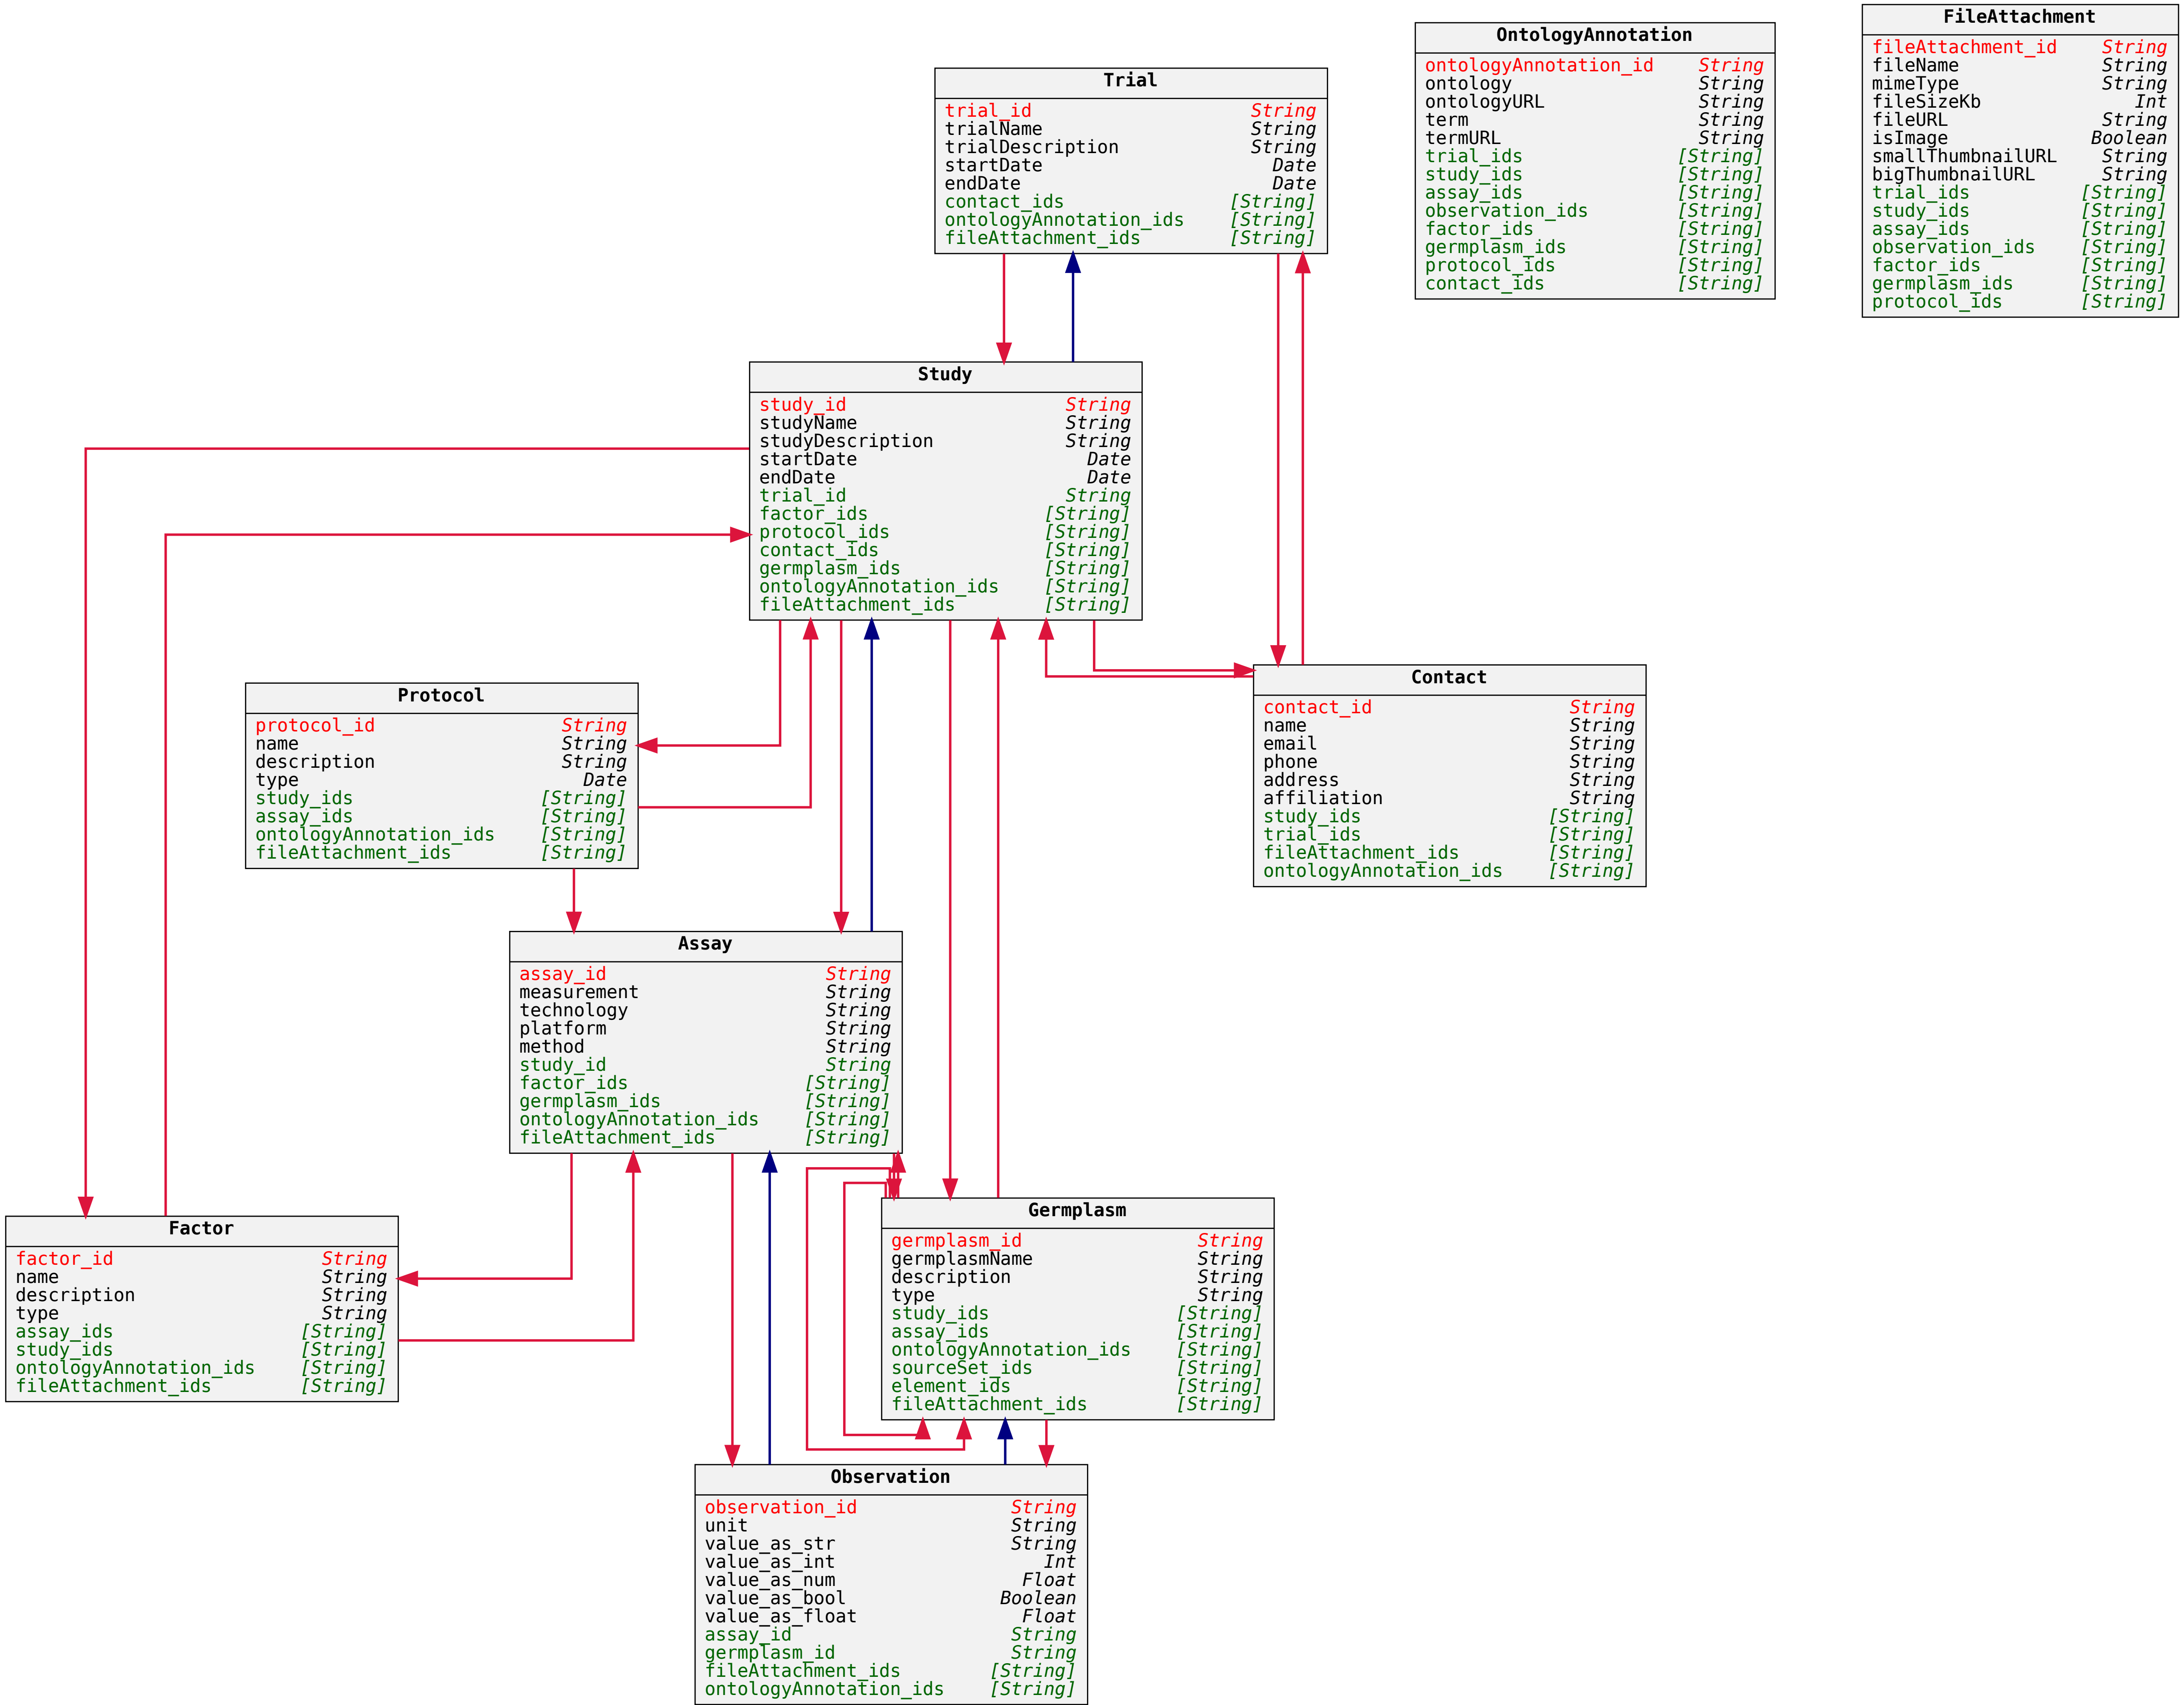 Trial
trial_id String
trialName String
trialDescription String
startDate Date
endDate Date
contact_ids [String]
ontologyAnnotation_ids [String]
fileAttachment_ids [String]
OntologyAnnotation
ontologyAnnotation_id String
ontology String
ontologyURL String
term String
termURL String
trial_ids [String]
study_ids [String]
assay_ids [String]
observation_ids [String]
factor_ids [String]
germplasm_ids [String]
protocol_ids [String]
contact_ids [String]
FileAttachment
fileAttachment_id String
fileName String
mimeType String
fileSizeKb Int
fileURL String
isImage Boolean
smallThumbnailURL String
bigThumbnailURL String
trial_ids [String]
study_ids [String]
assay_ids [String]
observation_ids [String]
factor_ids [String]
germplasm_ids [String]
protocol_ids [String]
Study
study_id String
studyName String
studyDescription String
startDate Date
endDate Date
trial_id String
factor_ids [String]
protocol_ids [String]
contact_ids [String]
germplasm_ids [String]
ontologyAnnotation_ids [String]
fileAttachment_ids [String]
Protocol
protocol_id String
name String
description String
type Date
study_ids [String]
assay_ids [String]
ontologyAnnotation_ids [String]
fileAttachment_ids [String]
Contact
contact_id String
name String
email String
phone String
address String
affiliation String
study_ids [String]
trial_ids [String]
fileAttachment_ids [String]
ontologyAnnotation_ids [String]
Assay
assay_id String
measurement String
technology String
platform String
method String
study_id String
factor_ids [String]
germplasm_ids [String]
ontologyAnnotation_ids [String]
fileAttachment_ids [String]
Factor
factor_id String
name String
description String
type String
assay_ids [String]
study_ids [String]
ontologyAnnotation_ids [String]
fileAttachment_ids [String]
Germplasm
germplasm_id String
germplasmName String
description String
type String
study_ids [String]
assay_ids [String]
ontologyAnnotation_ids [String]
sourceSet_ids [String]
element_ids [String]
fileAttachment_ids [String]
Observation
observation_id String
unit String
value_as_str String
value_as_int Int
value_as_num Float
value_as_bool Boolean
value_as_float Float
assay_id String
germplasm_id String
fileAttachment_ids [String]
ontologyAnnotation_ids [String]